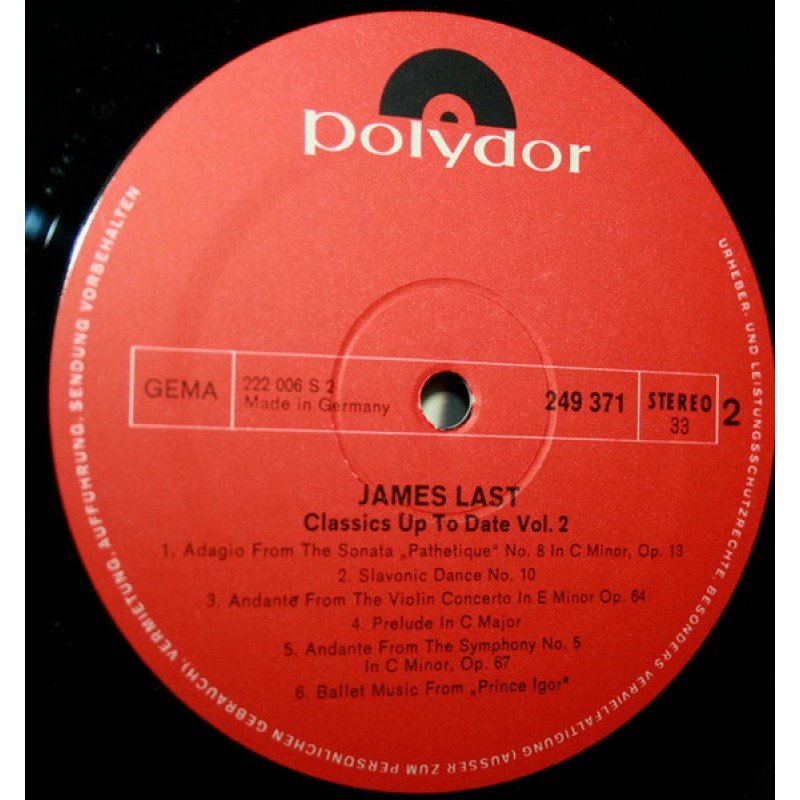 polydor
GEMA
222 006 S 2
Made in Germany
249 371
STEREO
33
2
JAMES LAST
Classics Up To Date Vol. 2
1. Adagio From The Sonata „Pathetique“ No. 8 In C Minor, Op. 13
2. Slavonic Dance No. 10
3. Andante From The Violin Concerto In E Minor Op. 64
4. Prelude In C Major
5. Andante From The Symphony No. 5
In C Minor, Op. 67
6. Ballet Music From „Prince Igor“
URHEBER- UND LEISTUNGSSCHUTZRECHTE, BESONDERS VERVIELFÄLTIGUNG (AUSSER ZUM PERSÖNLICHEN GEBRAUCH), VERMIETUNG, AUFFÜHRUNG, SENDUNG VORBEHALTEN